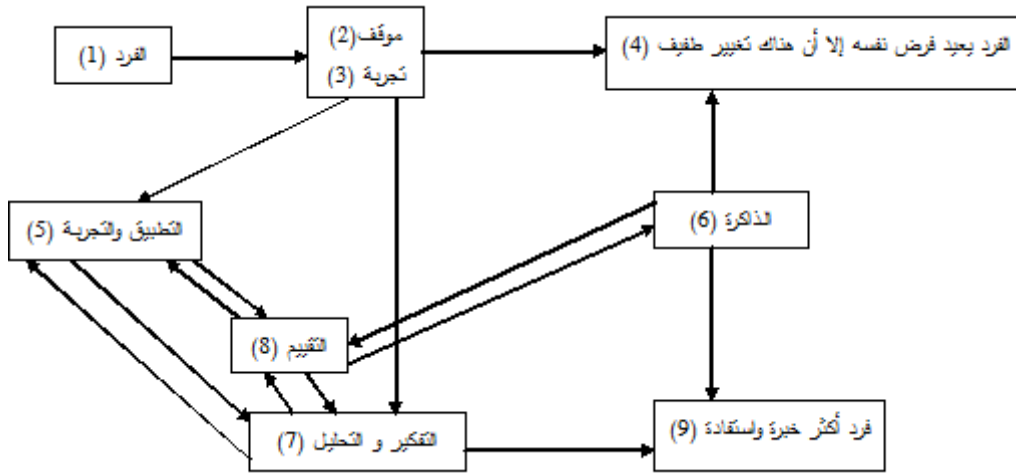 الفرد (1)
موقف (2)
تجربة (3)
الفرد يعيد فرض نفسه إلا أن هناك تغيير طفيف (4)
التطبيق والتجربة (5)
الذاكرة (6)
التقييم (8)
التفكير و التحليل (7)
فرد أكثر خبرة واستفادة (9)